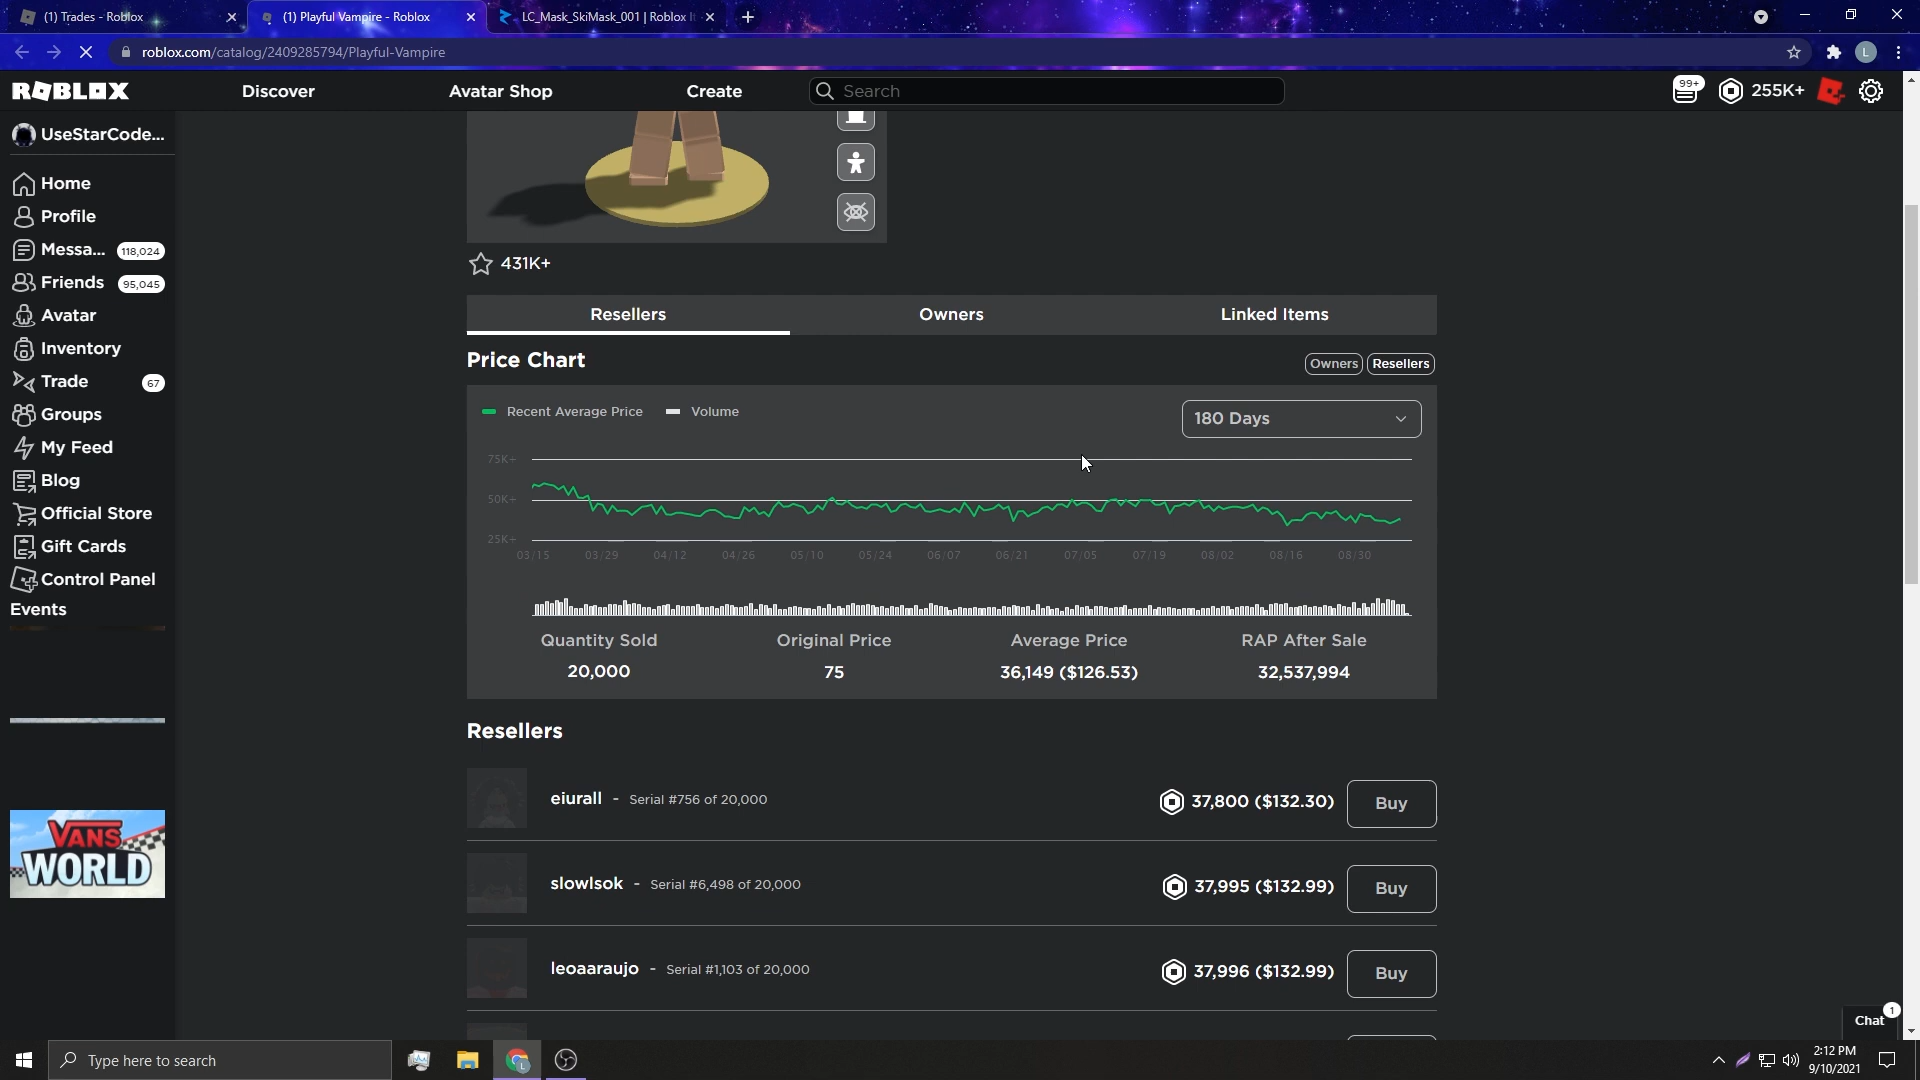 (1) Trades - Roblox
(1) Playful Vampire - Roblox
LC_Mask_SkiMask_001 | Roblox It
roblox.com/catalog/2409285794/Playful-Vampire
L
ROBLOX
Discover
Avatar Shop
Create
Search
99+
255K+
UseStarCode...
Home
Profile
Messa... 118,024
Friends 95,045
Avatar
Inventory
Trade 67
Groups
My Feed
Blog
Official Store
Gift Cards
Control Panel
Events
VANS
WORLD
431K+
Resellers
Owners
Linked Items
Price Chart
Owners
Resellers
Recent Average Price
Volume
180 Days
75K+
50K+
25K+
03/15 03/29 04/12 04/26 05/10 05/24 06/07 06/21 07/05 07/19 08/02 08/16 08/30
Quantity Sold Original Price Average Price RAP After Sale
20,000 75 36,149 ($126.53) 32,537,994
Resellers
eiurall - Serial #756 of 20,000 37,800 ($132.30) Buy
slowlsok - Serial #6,498 of 20,000 37,995 ($132.99) Buy
leoaaraujo - Serial #1,103 of 20,000 37,996 ($132.99) Buy
Chat 1
Type here to search
2:12 PM
9/10/2021